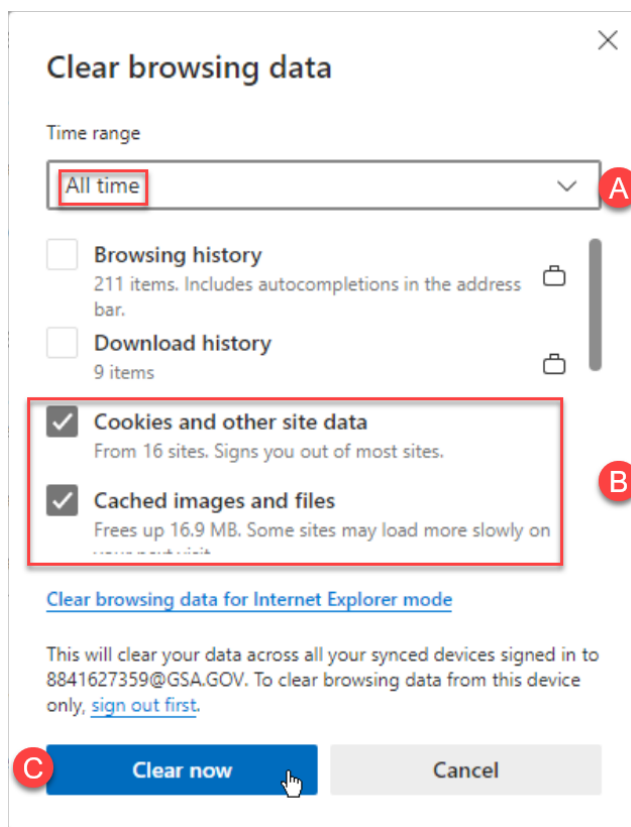 Clear browsing data
Time range
All time
A
Browsing history
211 items. Includes autocompletions in the address
bar.
Download history
9 items
Cookies and other site data
From 16 sites. Signs you out of most sites.
B
Cached images and files
Frees up 16.9 MB. Some sites may load more slowly on
your next visit.
Clear browsing data for Internet Explorer mode
This will clear your data across all your synced devices signed in to
8841627359@GSA.GOV. To clear browsing data from this device
only, sign out first.
C
Clear now
Cancel